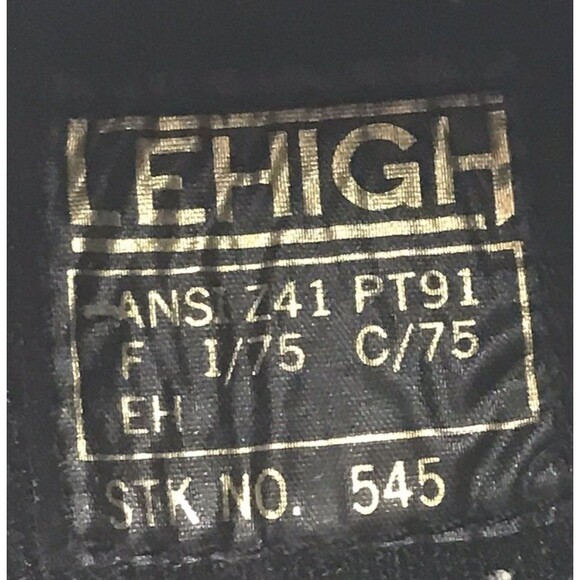 LEHIGH
ANSI Z41 PT91
F I/75 C/75
EH
STK NO. 545